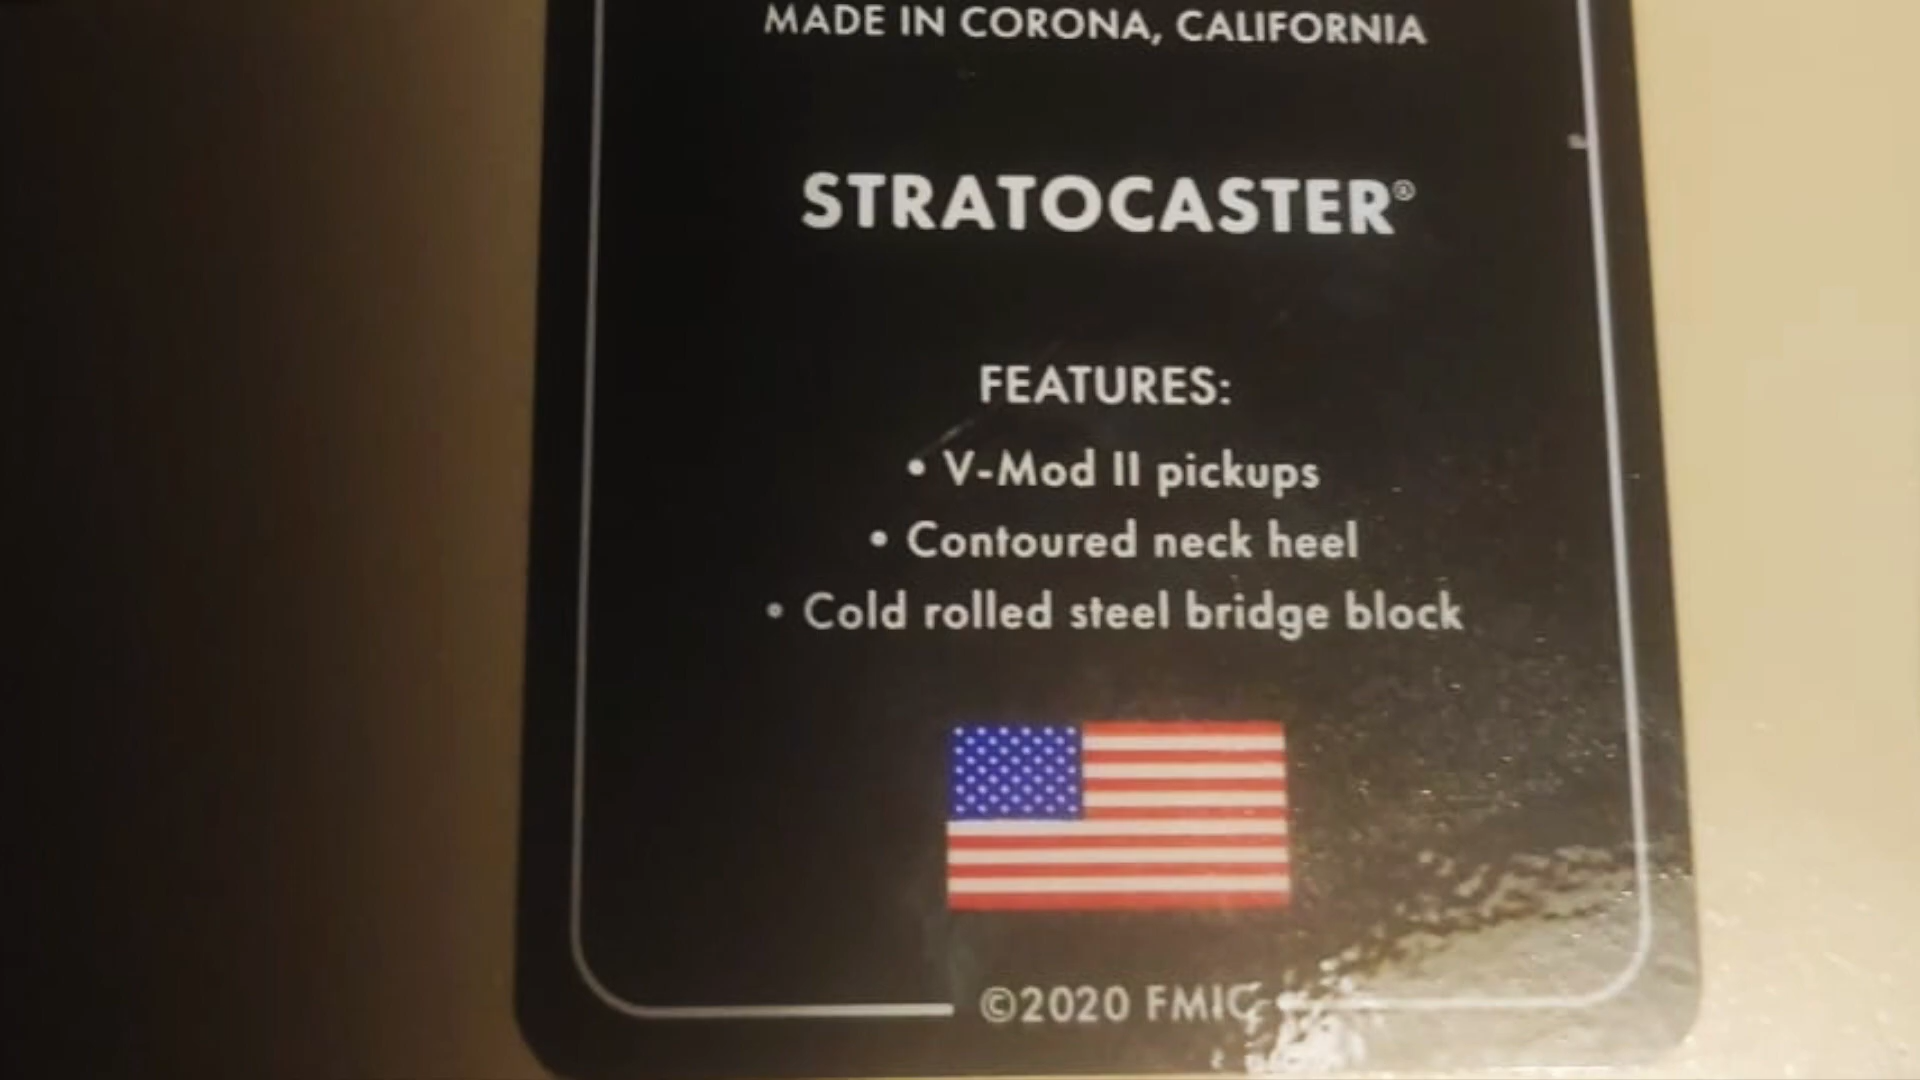 MADE IN CORONA, CALIFORNIA
STRATOCASTER®
FEATURES:
• V-Mod II pickups
• Contoured neck heel
• Cold rolled steel bridge block
©2020 FMIC